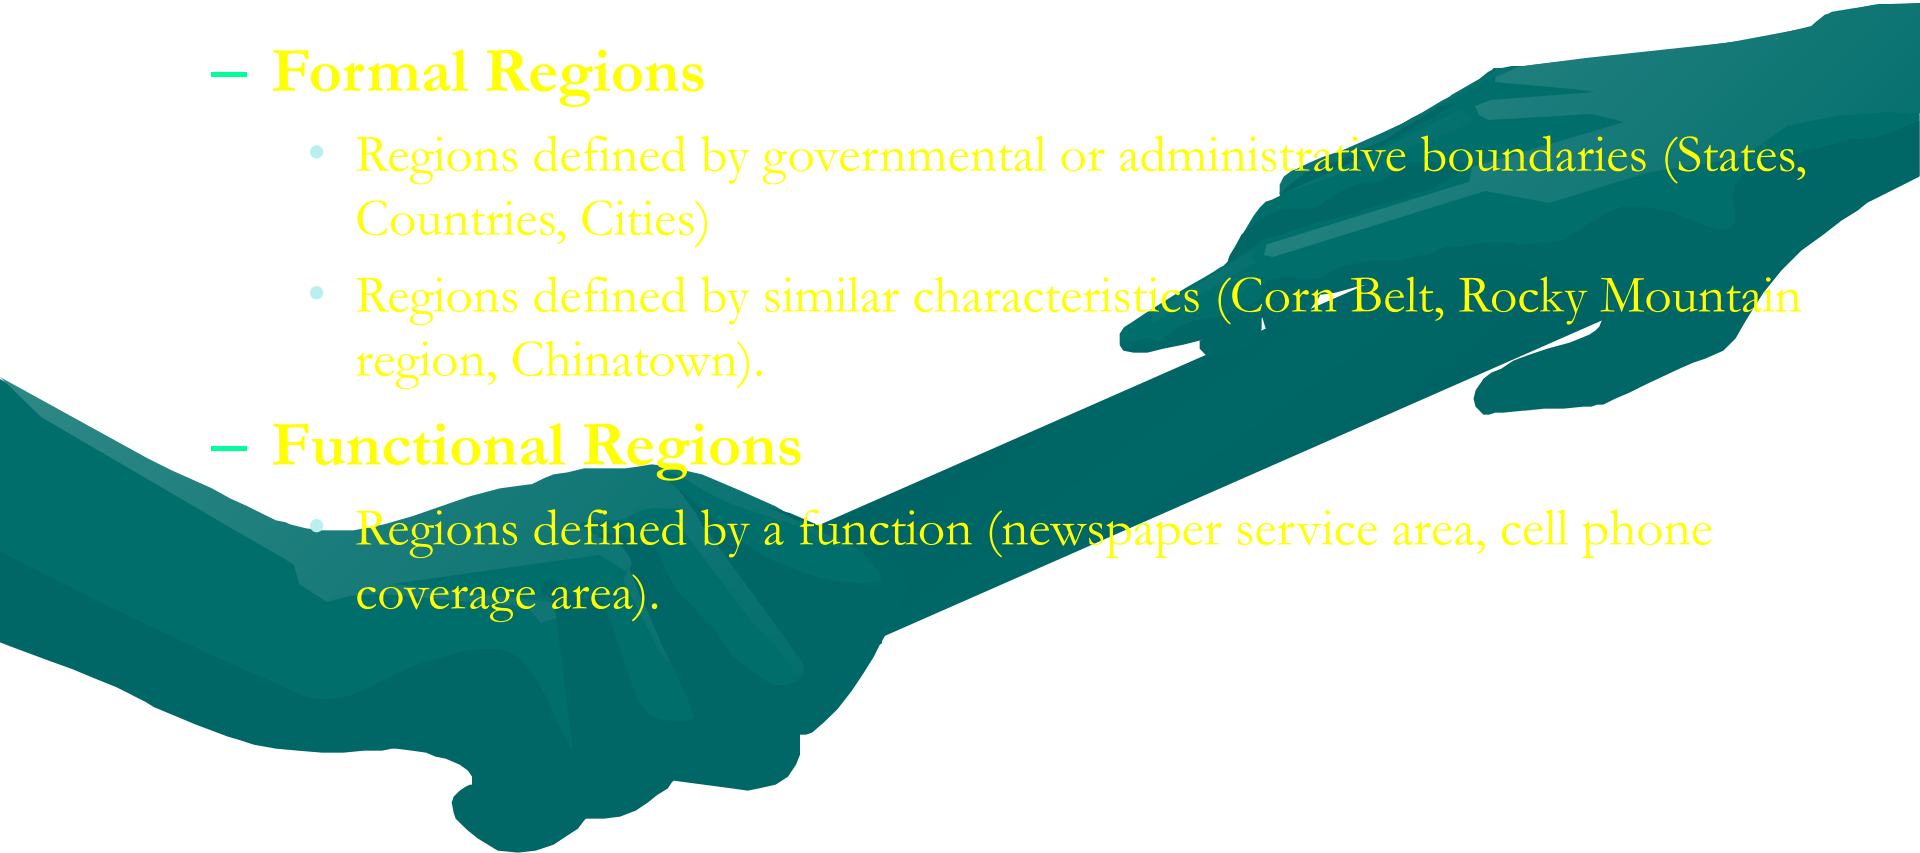 – Formal Regions
• Regions defined by governmental or administrative boundaries (States,
Countries, Cities)
• Regions defined by similar characteristics (Corn Belt, Rocky Mountain
region, Chinatown).
– Functional Regions
• Regions defined by a function (newspaper service area, cell phone
coverage area).